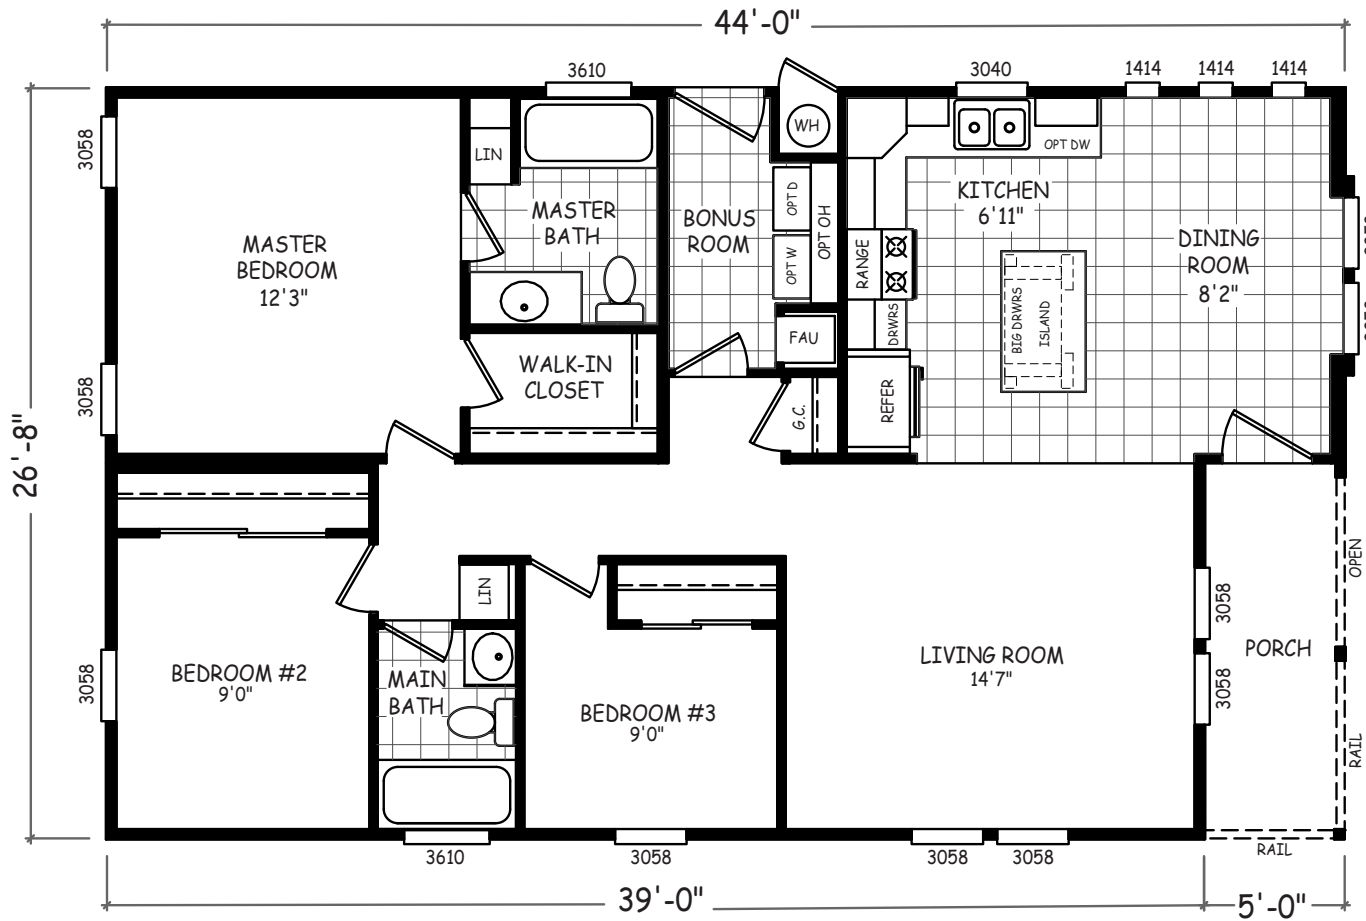 44'-0"
3610
3040
1414
1414
1414
3058
LIN
WH
OPT DW
MASTER
BEDROOM
12'3"
MASTER
BATH
BONUS
ROOM
OPT D
OPT W
OPT OH
KITCHEN
6'11"
RANGE
DINING
ROOM
8'2"
BIG DRWRS
ISLAND
DRWRS
FAU
3058
WALK-IN
CLOSET
G.C.
REFER
26'-8"
OPEN
LIN
3058
3058
BEDROOM #2
9'0"
MAIN
BATH
BEDROOM #3
9'0"
LIVING ROOM
14'7"
3058
PORCH
RAIL
3610
3058
3058
3058
RAIL
39'-0"
5'-0"